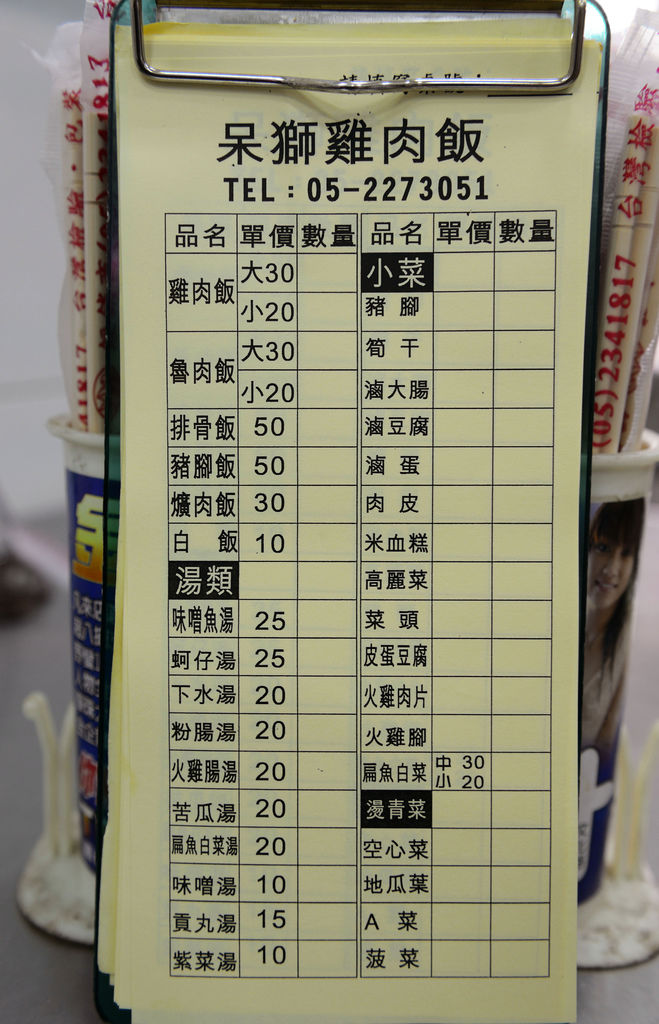 呆獅雞肉飯
TEL：05-2273051
品名 單價 數量 品名 單價 數量
雞肉飯 大30 小菜
小20 豬腳
魯肉飯 大30 筍干
小20 滷大腸
排骨飯 50 滷豆腐
豬腳飯 50 滷蛋
爌肉飯 30 肉皮
白飯 10 米血糕
湯類 高麗菜
味噌魚湯 25 菜頭
蚵仔湯 25 皮蛋豆腐
下水湯 20 火雞肉片
粉腸湯 20 火雞腳
火雞腸湯 20 扁魚白菜 中 30 小 20
苦瓜湯 20 燙青菜
扁魚白菜湯 20 空心菜
味噌湯 10 地瓜葉
貢丸湯 15 A菜
紫菜湯 10 菠菜
台灣檢驗
(05)2341817